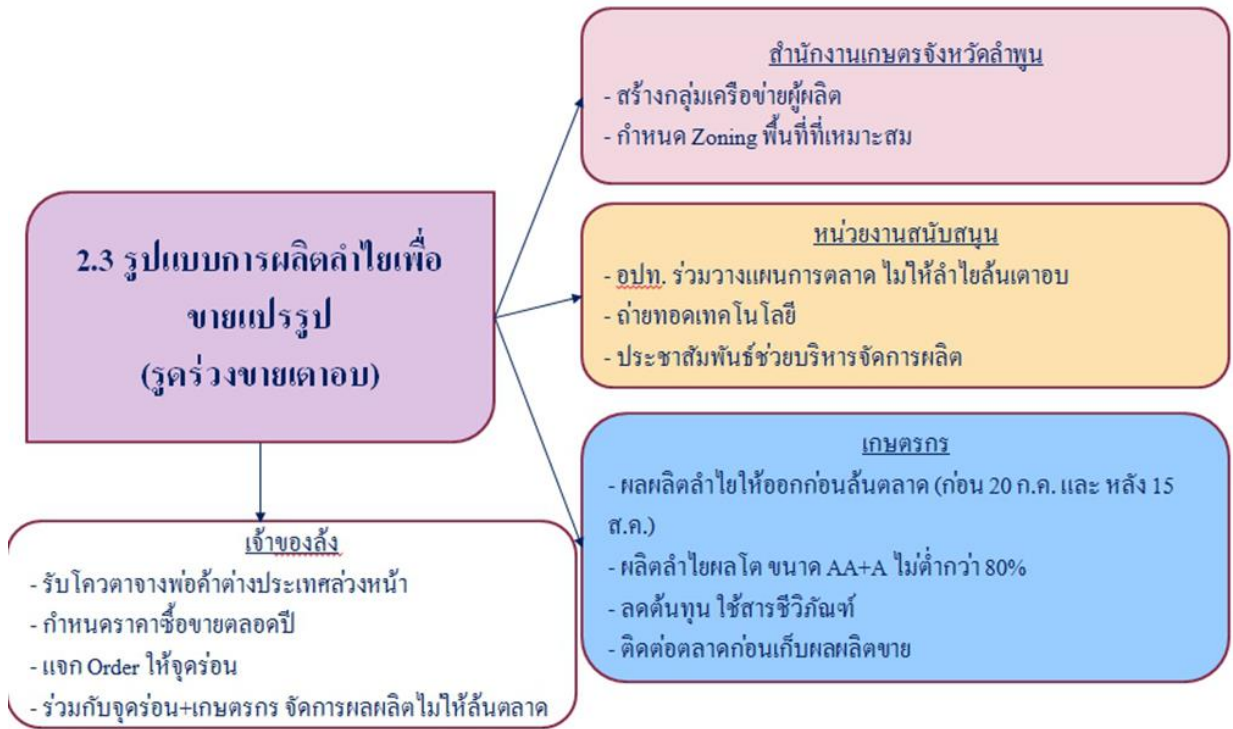 สำนักงานเกษตรจังหวัดลำพูน
- สร้างกลุ่มเครือข่ายผู้ผลิต
- กำหนด Zoning พื้นที่ที่เหมาะสม
2.3 รูปแบบการผลิตลำไยเพื่อ
ขายแปรรูป
(รูดร่วงขายเตาอบ)
หน่วยงานสนับสนุน
- อปท. ร่วมวางแผนการตลาด ไม่ให้ลำไยล้นเตาอบ
- ถ่ายทอดเทคโนโลยี
- ประชาสัมพันธ์ช่วยบริหารจัดการผลิต
เกษตรกร
- ผลผลิตลำไยให้ออกก่อนล้นตลาด (ก่อน 20 ก.ค. และ หลัง 15
ส.ค.)
- ผลิตลำไยผลโต ขนาด AA+A ไม่ต่ำกว่า 80%
- ลดต้นทุน ใช้สารชีวภัณฑ์
- ติดต่อตลาดก่อนเก็บผลผลิตขาย
เจ้าของล้ง
- รับโควตาจางพ่อค้าต่างประเทศล่วงหน้า
- กำหนดราคาซื้อขายตลอดปี
- แจก Order ให้จุดร่อน
- ร่วมกับจุดร่อน+เกษตรกร จัดการผลผลิตไม่ให้ล้นตลาด